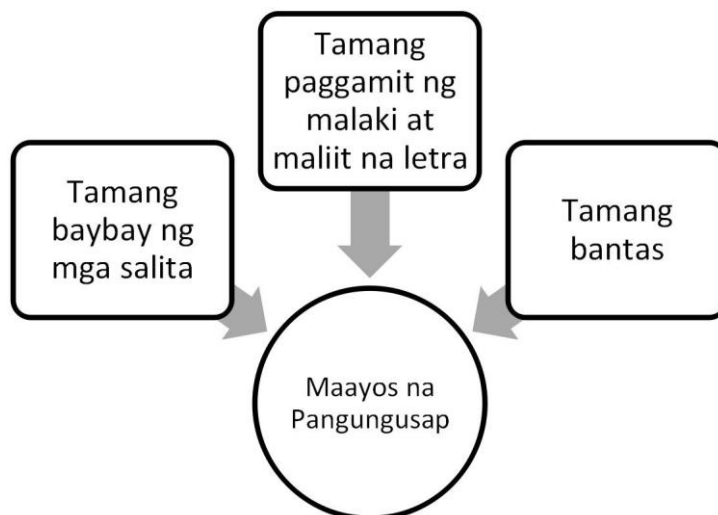 Tamang
paggamit ng
malaki at
maliit na letra
Tamang
baybay ng
mga salita
Tamang
bantas
Maayos na
Pangungusap